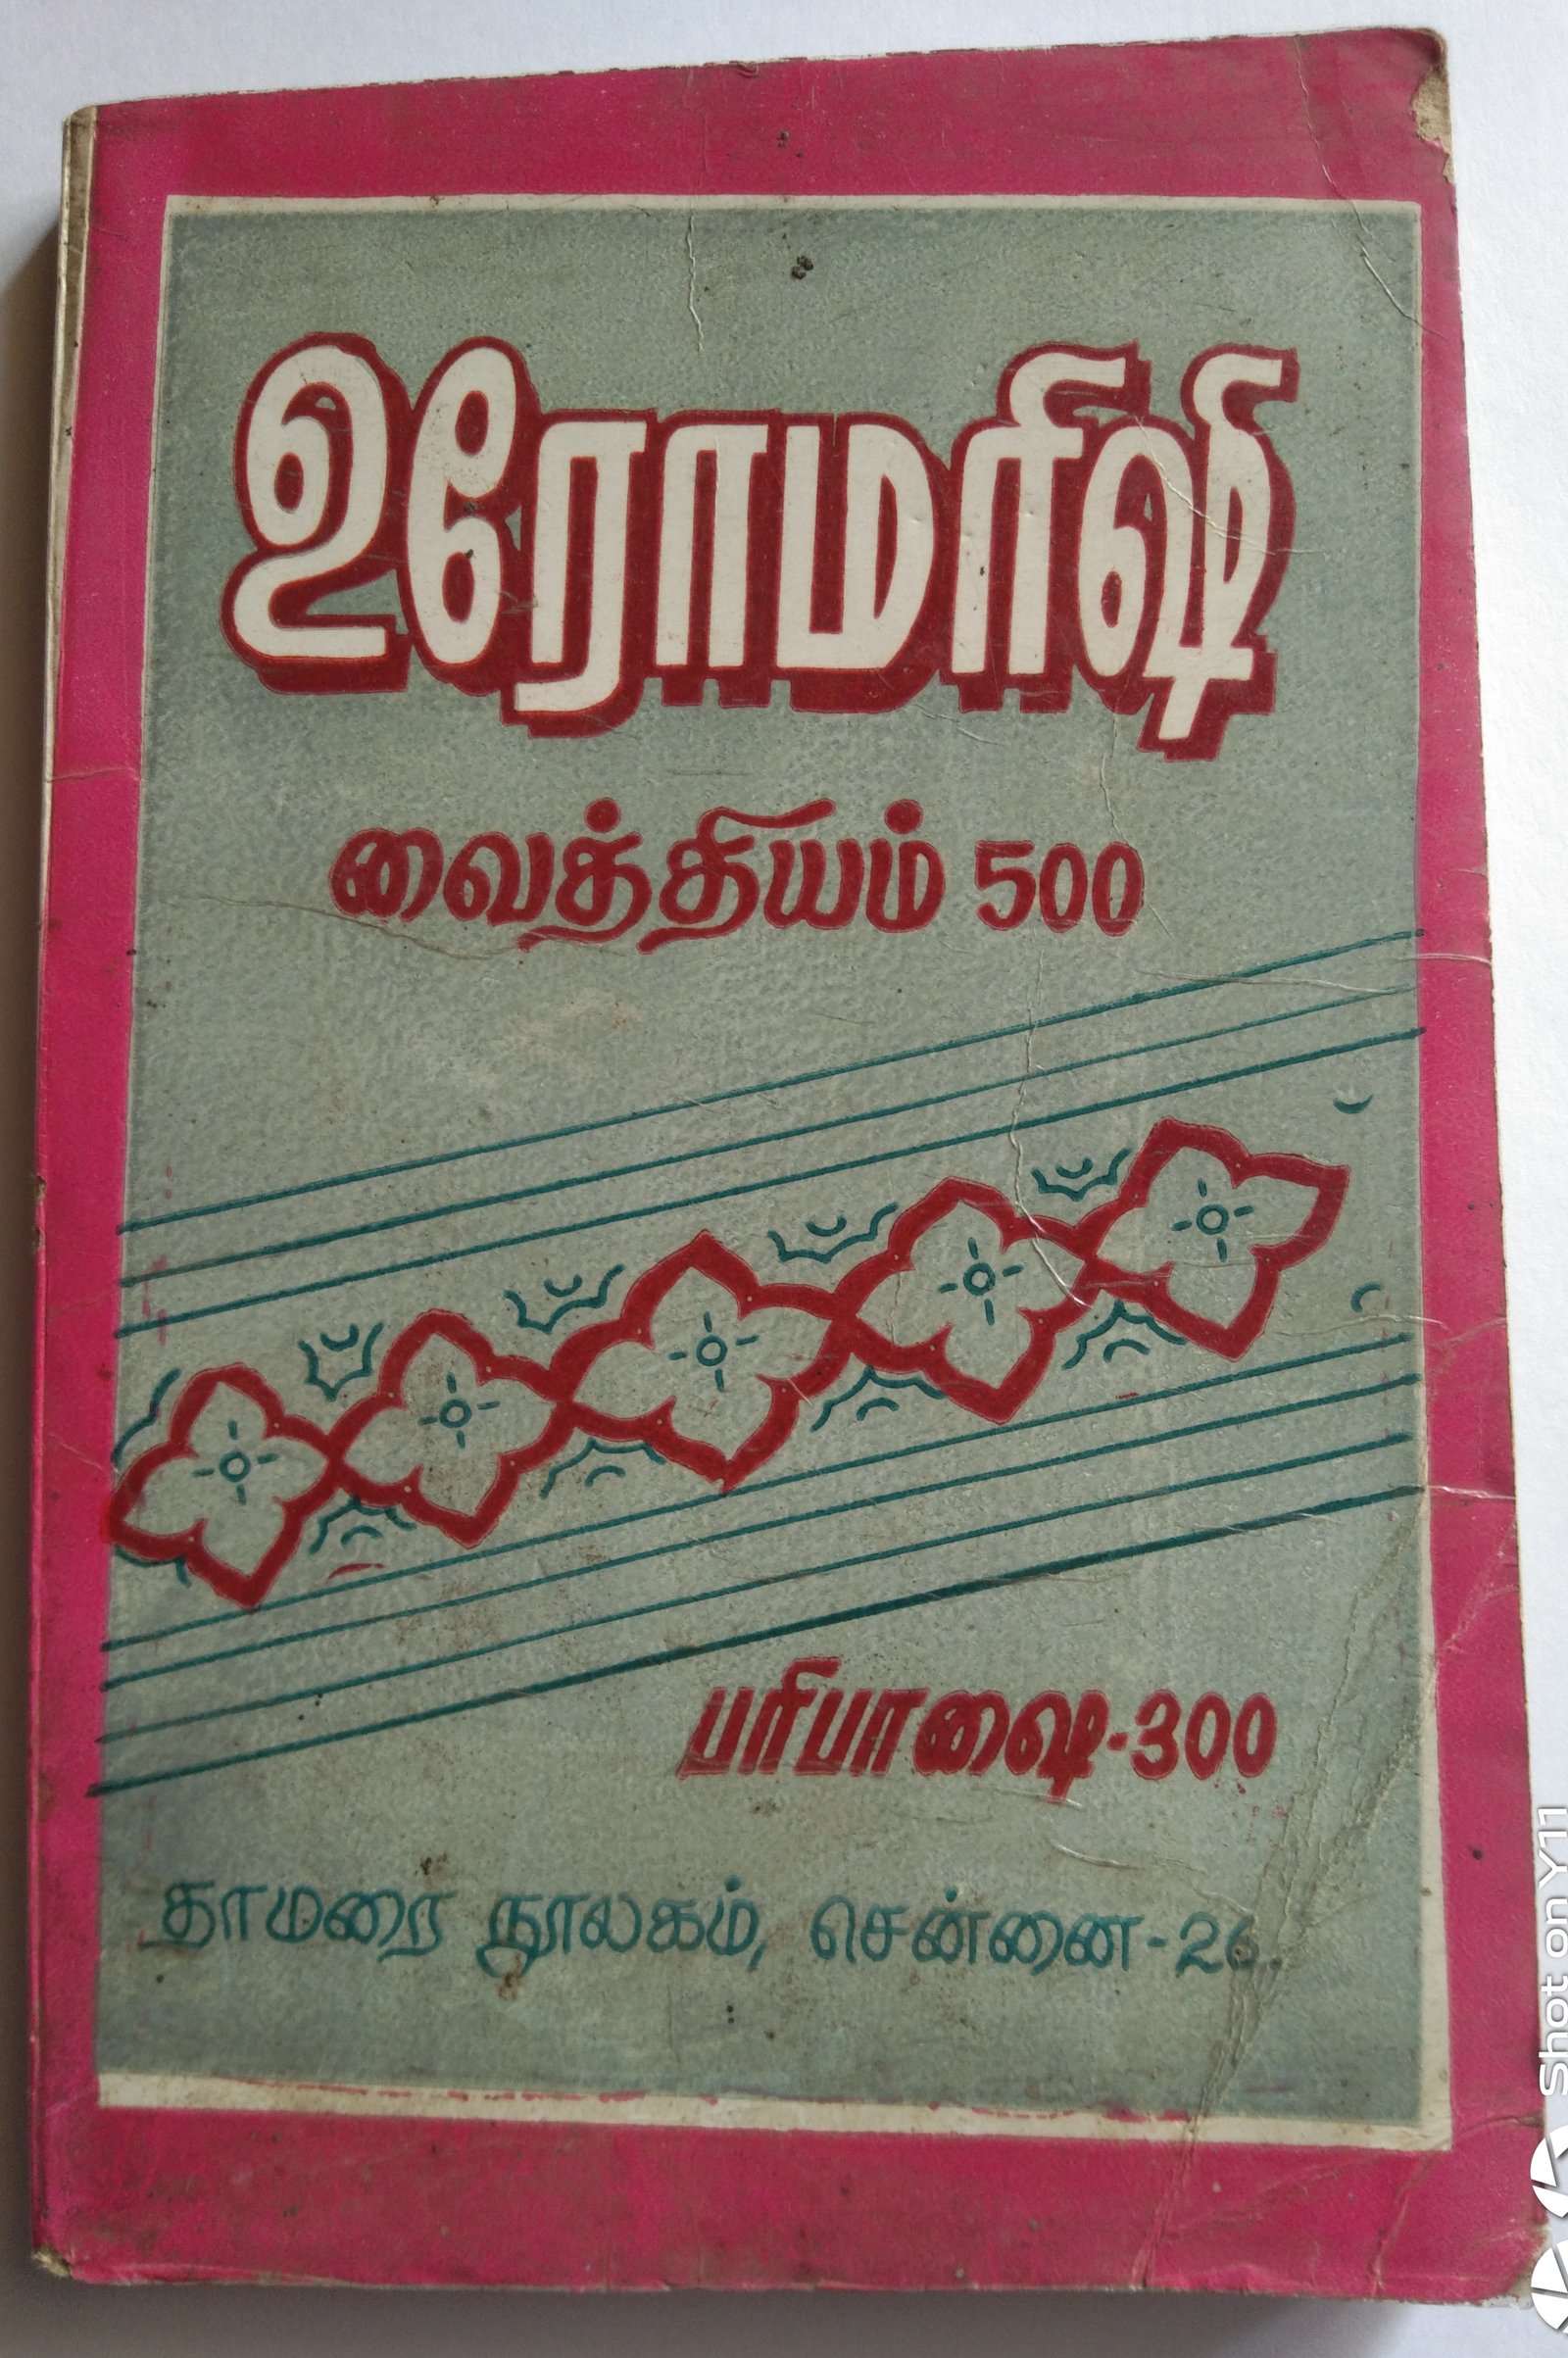 உரோமரிஷி
வைத்தியம் 500
பரிபாஷை-300
தாமரை நூலகம், சென்னை-26.
Shot on Y11